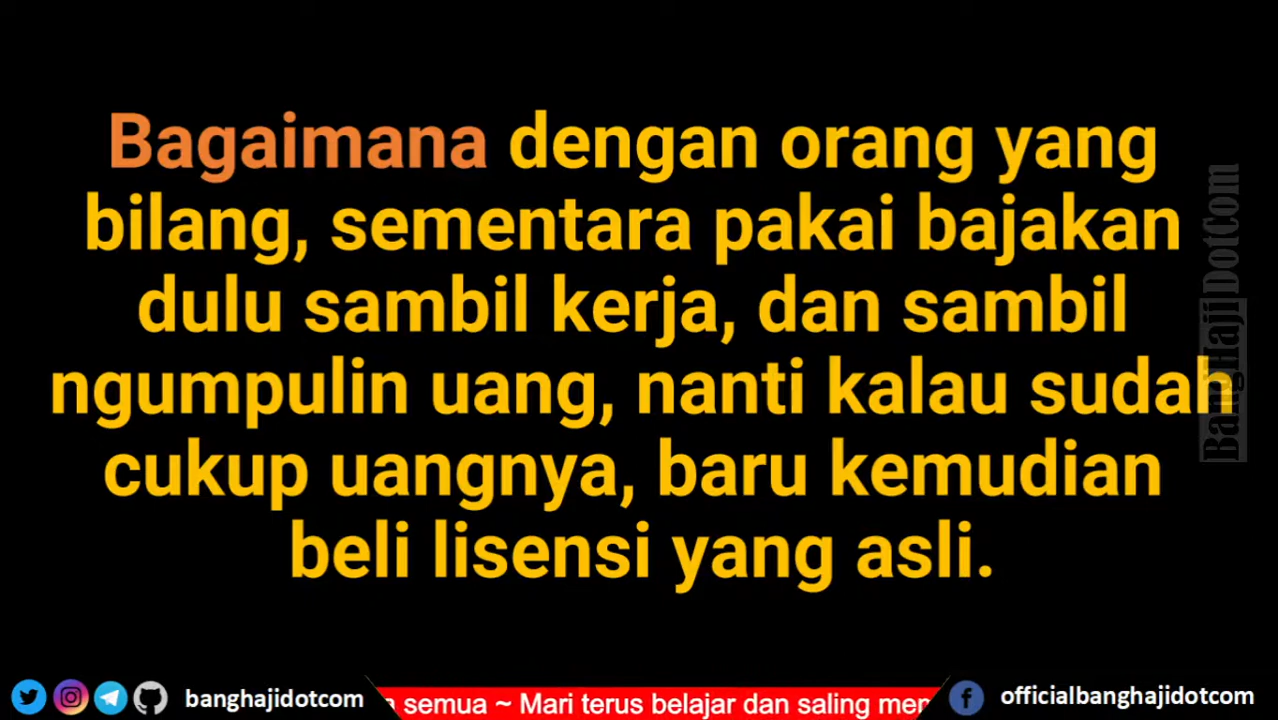 Bagaimana dengan orang yang
bilang, sementara pakai bajakan
dulu sambil kerja, dan sambil
ngumpulin uang, nanti kalau sudah
cukup uangnya, baru kemudian
beli lisensi yang asli.
BangHajiDotCom
banghajidotcom
semua ~ Mari terus belajar dan saling
officialbanghajidotcom